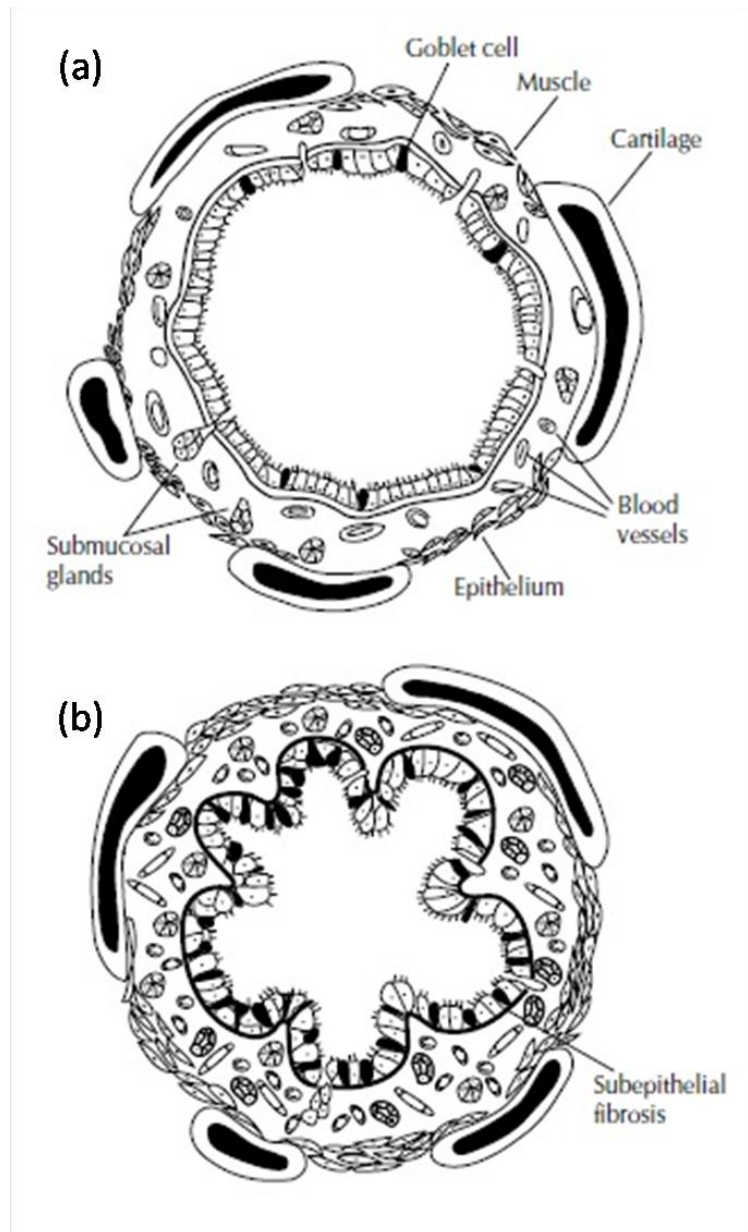 (a)
Goblet cell
Muscle
Cartilage
Blood
vessels
Submucosal
glands
Epithelium
(b)
Subepithelial
fibrosis